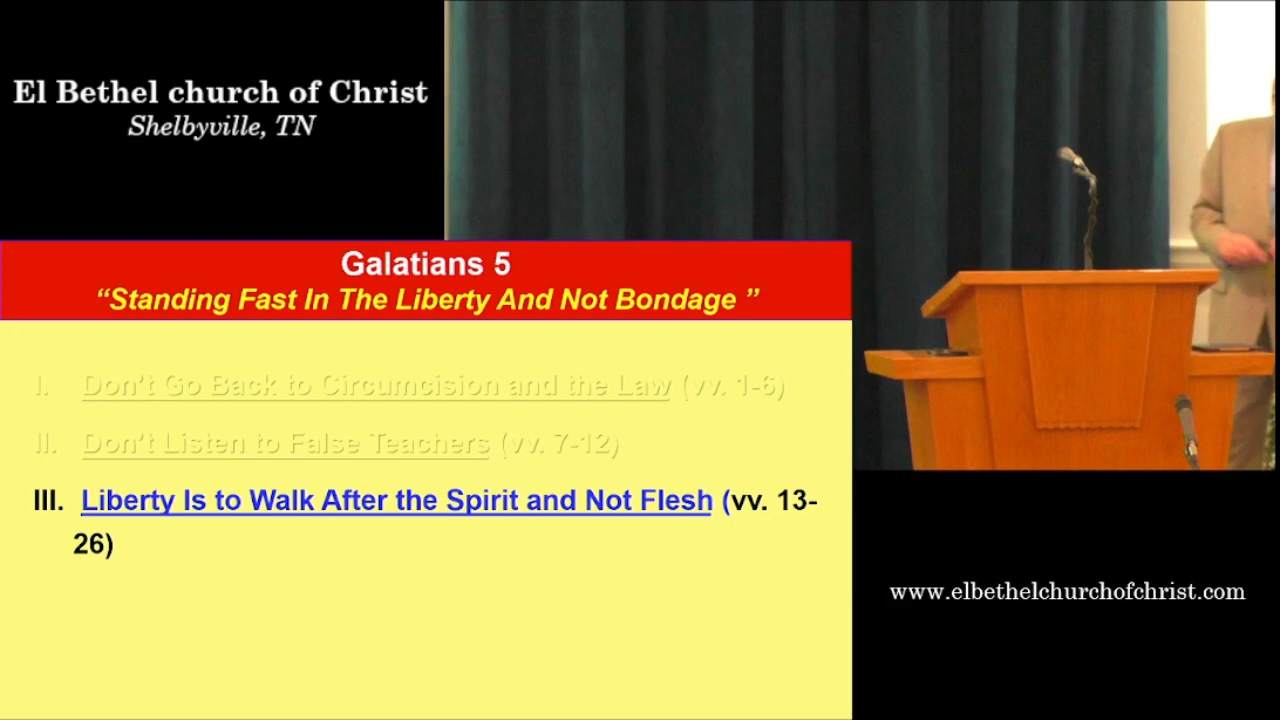 El Bethel church of Christ
Shelbyville, TN
Galatians 5
“Standing Fast In The Liberty And Not Bondage ”
I. Don't Go Back to Circumcision and the Law (vv. 1-6)
II. Don't Listen to False Teachers (vv. 7-12)
III. Liberty Is to Walk After the Spirit and Not Flesh (vv. 13-
26)
www.elbethelchurchofchrist.com